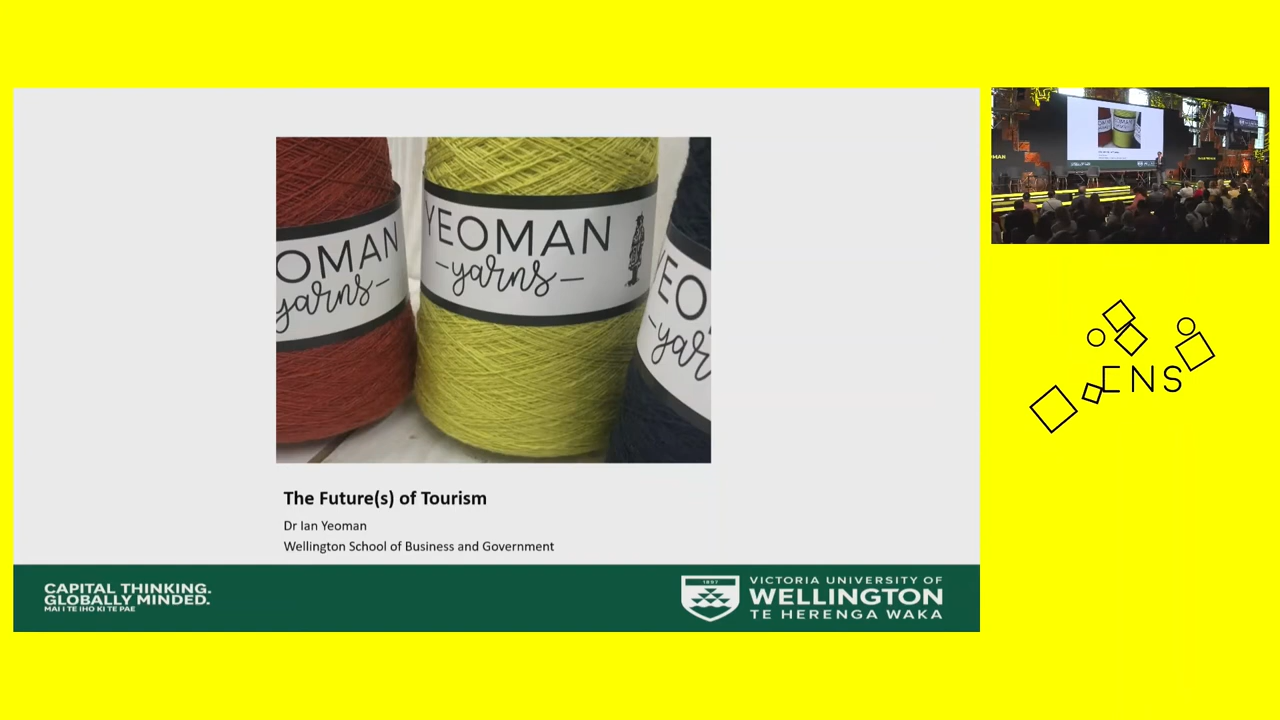 OMAN
yarns-
YEOMAN
-yarns-
EO
-yar
The Future(s) of Tourism
Dr Ian Yeoman
Wellington School of Business and Government
CAPITAL THINKING.
GLOBALLY MINDED.
MAI I TE IHO KI TE PAE
1897
VICTORIA UNIVERSITY OF
WELLINGTON
TE HERENGA WAKA
CNS